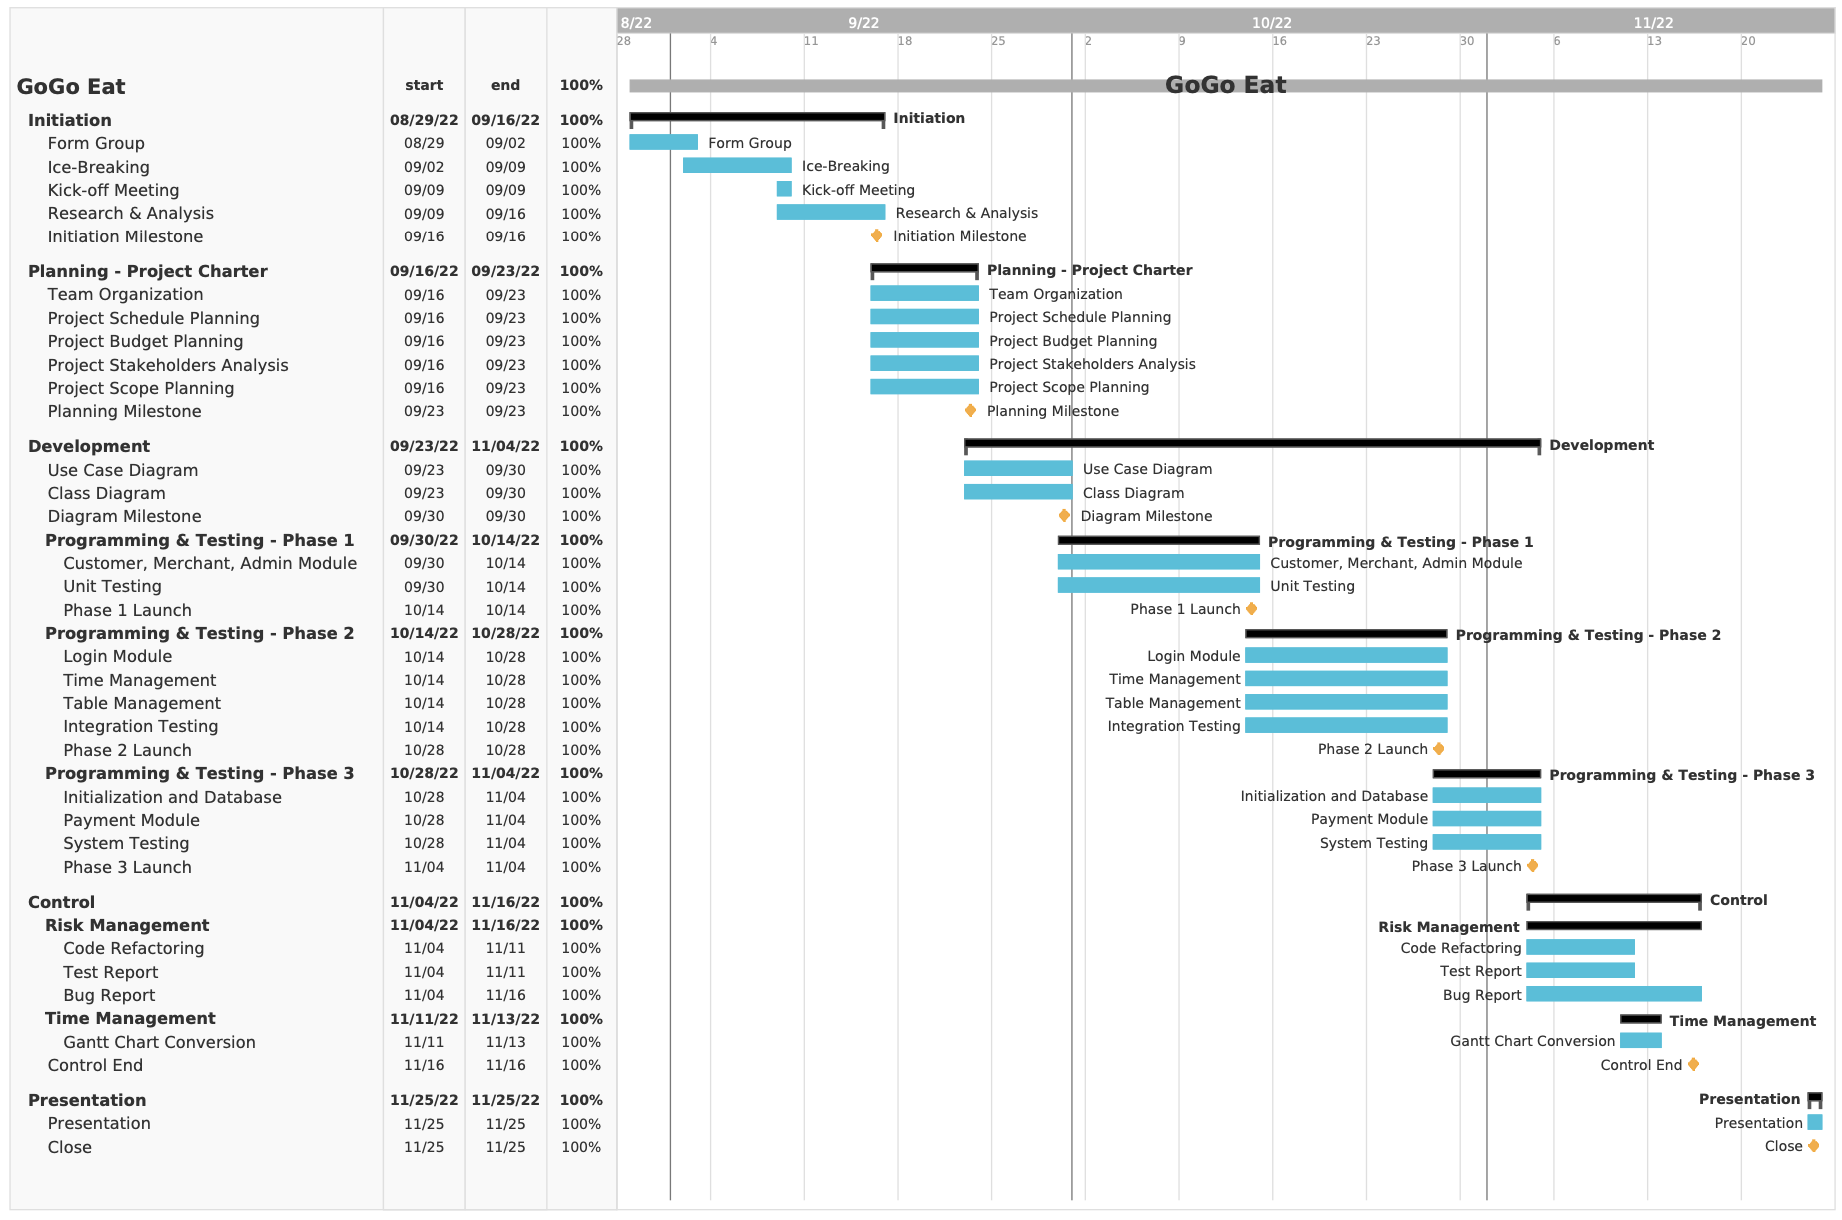 8/22 9/22 10/22 11/22
28 4 11 18 25 2 9 16 23 30 6 13 20
GoGo Eat start end 100% GoGo Eat
Initiation 08/29/22 09/16/22 100% Initiation
Form Group 08/29 09/02 100% Form Group
Ice-Breaking 09/02 09/09 100% Ice-Breaking
Kick-off Meeting 09/09 09/09 100% Kick-off Meeting
Research & Analysis 09/09 09/16 100% Research & Analysis
Initiation Milestone 09/16 09/16 100% Initiation Milestone
Planning - Project Charter 09/16/22 09/23/22 100% Planning - Project Charter
Team Organization 09/16 09/23 100% Team Organization
Project Schedule Planning 09/16 09/23 100% Project Schedule Planning
Project Budget Planning 09/16 09/23 100% Project Budget Planning
Project Stakeholders Analysis 09/16 09/23 100% Project Stakeholders Analysis
Project Scope Planning 09/16 09/23 100% Project Scope Planning
Planning Milestone 09/23 09/23 100% Planning Milestone
Development 09/23/22 11/04/22 100% Development
Use Case Diagram 09/23 09/30 100% Use Case Diagram
Class Diagram 09/23 09/30 100% Class Diagram
Diagram Milestone 09/30 09/30 100% Diagram Milestone
Programming & Testing - Phase 1 09/30/22 10/14/22 100% Programming & Testing - Phase 1
Customer, Merchant, Admin Module 09/30 10/14 100% Customer, Merchant, Admin Module
Unit Testing 09/30 10/14 100% Unit Testing
Phase 1 Launch 10/14 10/14 100% Phase 1 Launch
Programming & Testing - Phase 2 10/14/22 10/28/22 100% Programming & Testing - Phase 2
Login Module 10/14 10/28 100% Login Module
Time Management 10/14 10/28 100% Time Management
Table Management 10/14 10/28 100% Table Management
Integration Testing 10/14 10/28 100% Integration Testing
Phase 2 Launch 10/28 10/28 100% Phase 2 Launch
Programming & Testing - Phase 3 10/28/22 11/04/22 100% Programming & Testing - Phase 3
Initialization and Database 10/28 11/04 100% Initialization and Database
Payment Module 10/28 11/04 100% Payment Module
System Testing 10/28 11/04 100% System Testing
Phase 3 Launch 11/04 11/04 100% Phase 3 Launch
Control 11/04/22 11/16/22 100% Control
Risk Management 11/04/22 11/16/22 100% Risk Management
Code Refactoring 11/04 11/11 100% Code Refactoring
Test Report 11/04 11/11 100% Test Report
Bug Report 11/04 11/16 100% Bug Report
Time Management 11/11/22 11/13/22 100% Time Management
Gantt Chart Conversion 11/11 11/13 100% Gantt Chart Conversion
Control End 11/16 11/16 100% Control End
Presentation 11/25/22 11/25/22 100% Presentation
Presentation 11/25 11/25 100% Presentation
Close 11/25 11/25 100% Close